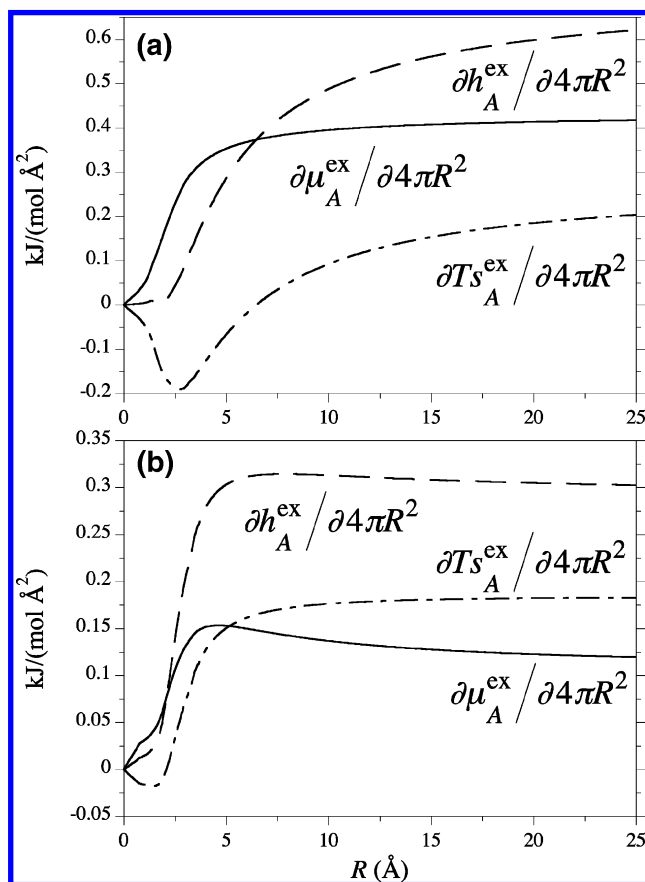 (a)
0.6
0.5
0.4
0.3
0.2
0.1
0
-0.1
-0.2
kJ/(mol Å²)
∂h_A^ex / ∂4πR²
∂μ_A^ex / ∂4πR²
∂Ts_A^ex / ∂4πR²
0 5 10 15 20 25
(b)
0.35
0.3
0.25
0.2
0.15
0.1
0.05
0
-0.05
kJ/(mol Å²)
∂h_A^ex / ∂4πR²
∂Ts_A^ex / ∂4πR²
∂μ_A^ex / ∂4πR²
0 5 10 15 20 25
R (Å)